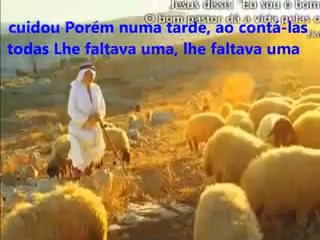 Jesus disse: "Eu sou o bom
O bom pastor dá a vida pelas o
cuidou Porém numa tarde, ao contá-las
todas Lhe faltava uma, lhe faltava uma